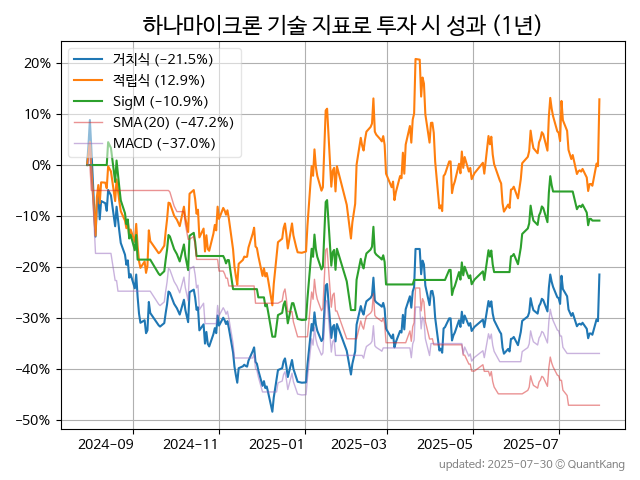 하나마이크론 기술 지표로 투자 시 성과 (1년)
거치식 (−21.5%)
적립식 (12.9%)
SigM (−10.9%)
SMA(20) (−47.2%)
MACD (−37.0%)
20%
10%
0%
−10%
−20%
−30%
−40%
−50%
2024-09 2024-11 2025-01 2025-03 2025-05 2025-07
updated: 2025-07-30 © QuantKang